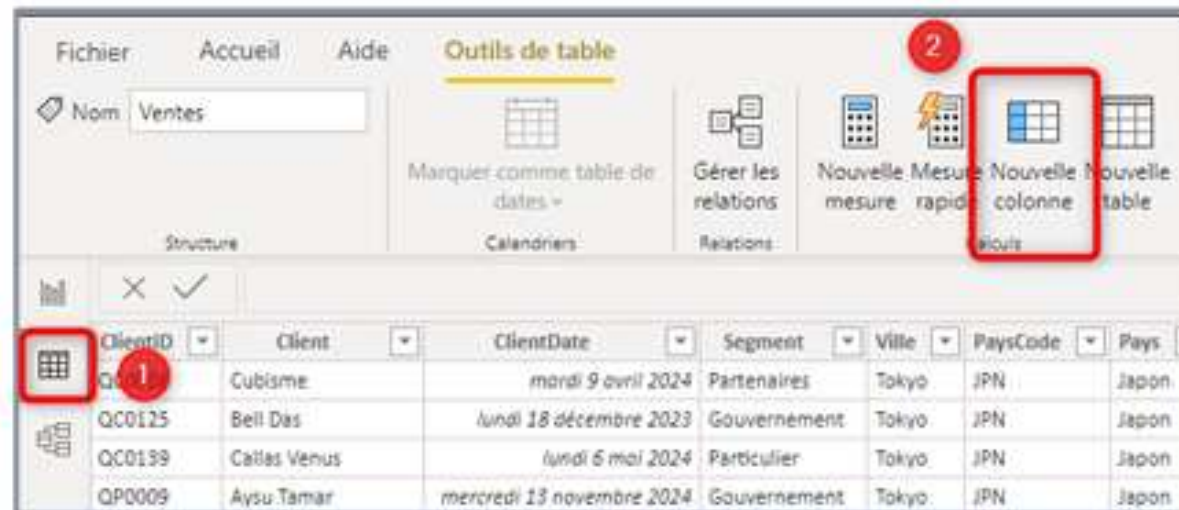 Fichier Accueil Aide Outils de table
2
Nom Ventes
Marquer comme table de dates
Gérer les relations
Nouvelle mesure
Mesure rapide
Nouvelle colonne
Nouvelle table
Structure Calendriers Relations Calculs
ClientID Client ClientDate Segment Ville PaysCode Pays
1
Cubisme mardi 9 avril 2024 Partenaires Tokyo JPN Japon
QC0125 Bell Das lundi 18 décembre 2023 Gouvernement Tokyo JPN Japon
QC0139 Callas Venus lundi 6 mai 2024 Particulier Tokyo JPN Japon
QP0009 Aysu Tamar mercredi 13 novembre 2024 Gouvernement Tokyo JPN Japon